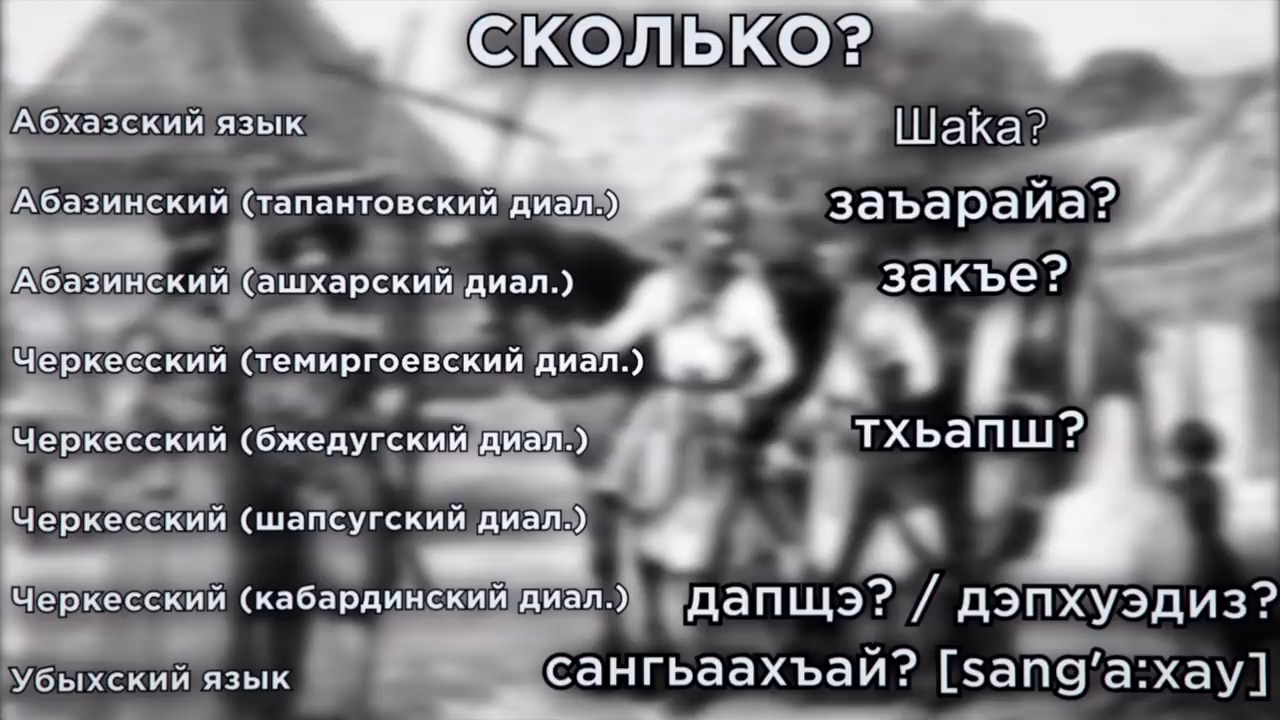 СКОЛЬКО?
Абхазский язык Шаҟа?
Абазинский (тапантовский диал.) заъарайа?
Абазинский (ашхарский диал.) закъе?
Черкесский (темиргоевский диал.)
Черкесский (бжедугский диал.) тхьапш?
Черкесский (шапсугский диал.)
Черкесский (кабардинский диал.) дапщэ? / дэпхуэдиз?
Убыхский язык сангьаахъай? [sang′a:xay]